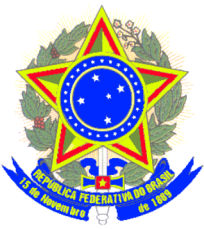 REPÚBLICA FEDERATIVA DO BRASIL
15 de Novembro de 1889